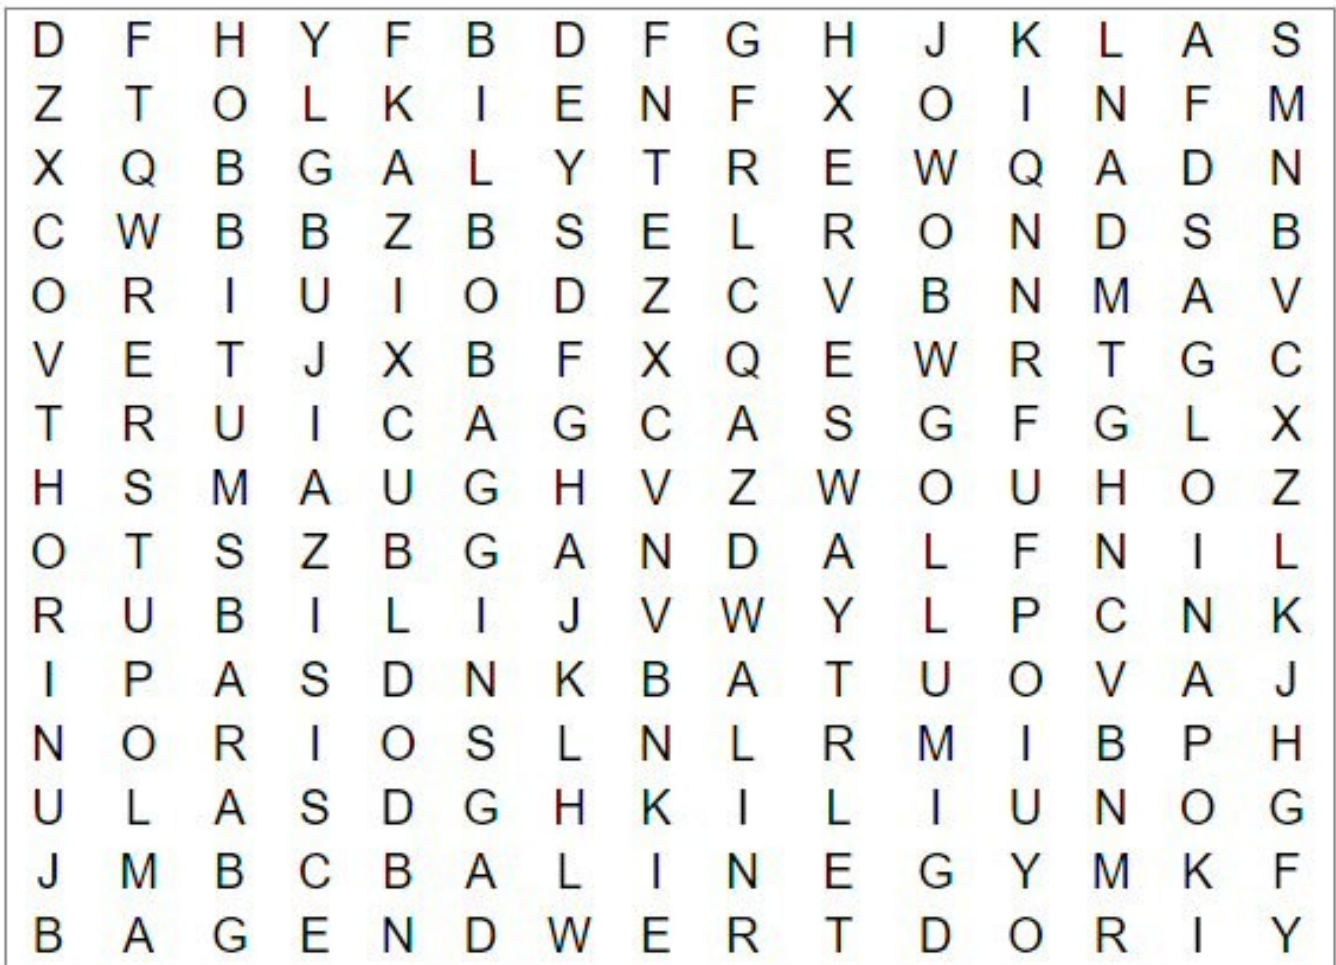 D F H Y F B D F G H J K L A S
Z T O L K I E N F X O I N F M
X Q B G A L Y T R E W Q A D N
C W B B Z B S E L R O N D S B
O R I U I O D Z C V B N M A V
V E T J X B F X Q E W R T G C
T R U I C A G C A S G F G L X
H S M A U G H V Z W O U H O Z
O T S Z B G A N D A L F N I L
R U B I L I J V W Y L P C N K
I P A S D N K B A T U O V A J
N O R I O S L N L R M I B P H
U L A S D G H K I L I U N O G
J M B C B A L I N E G Y M K F
B A G E N D W E R T D O R I Y